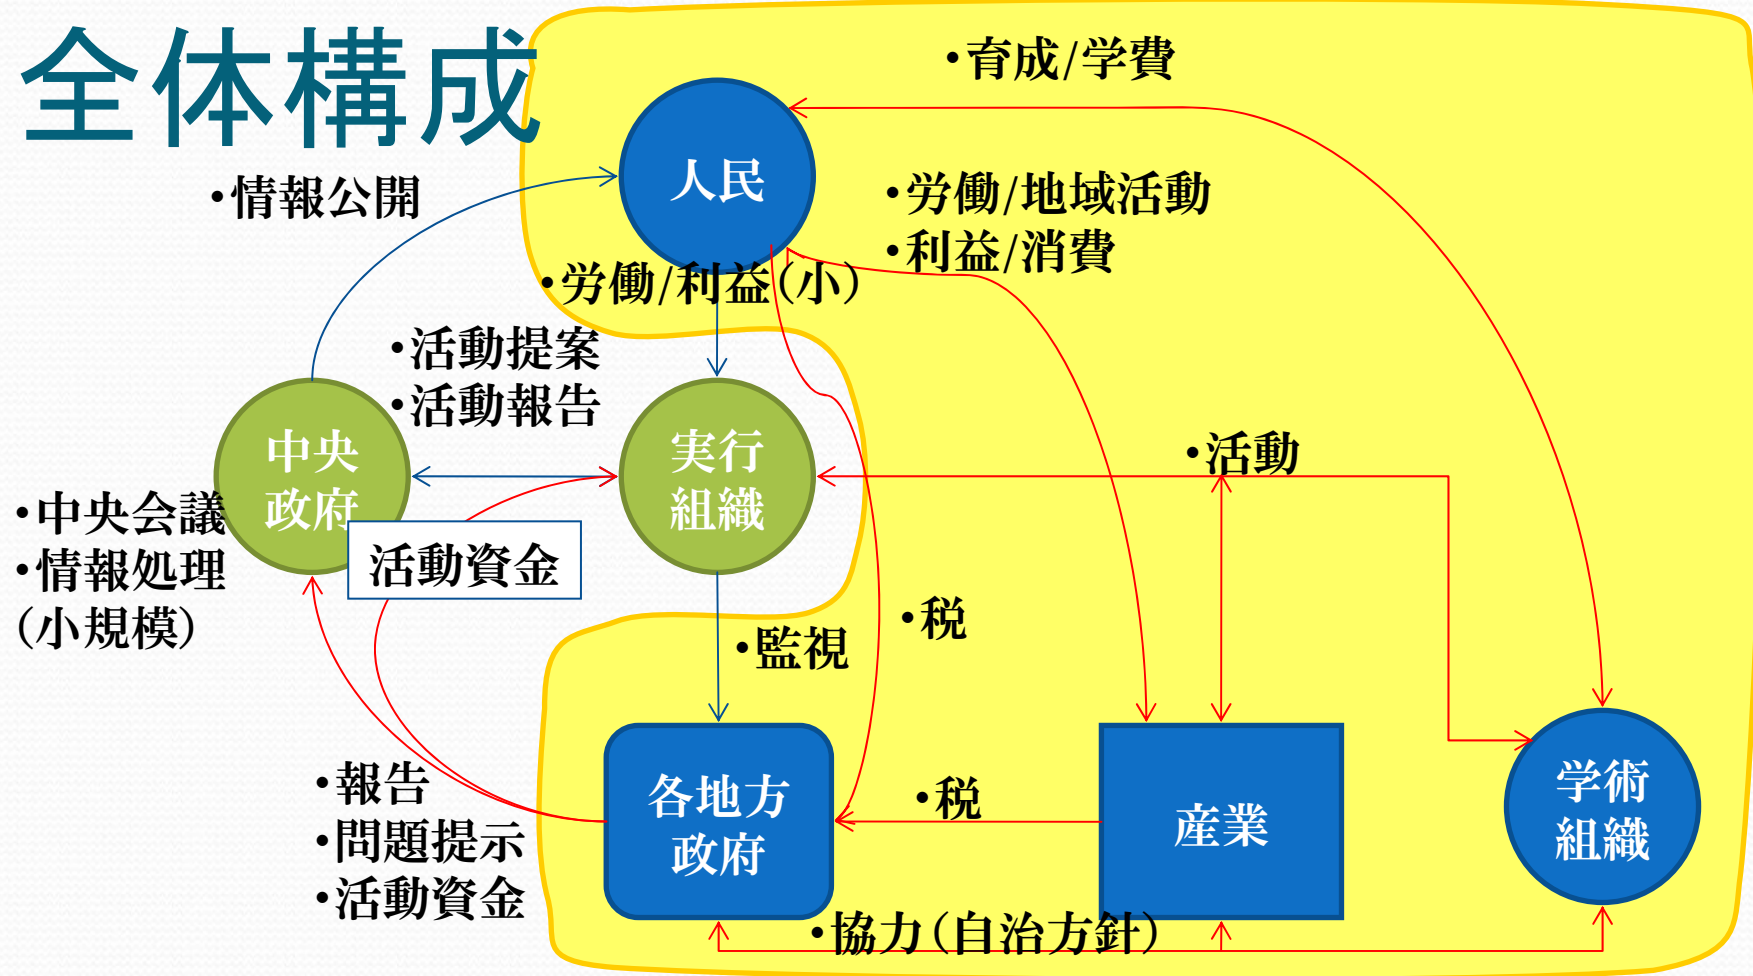 全体構成
・育成/学費
人民
・情報公開
・労働/地域活動
・利益/消費
・労働/利益(小)
・活動提案
・活動報告
中央
政府
実行
組織
・活動
・中央会議
・情報処理
(小規模)
活動資金
・税
・監視
・報告
・問題提示
・活動資金
各地方
政府
・税
産業
学術
組織
・協力(自治方針)